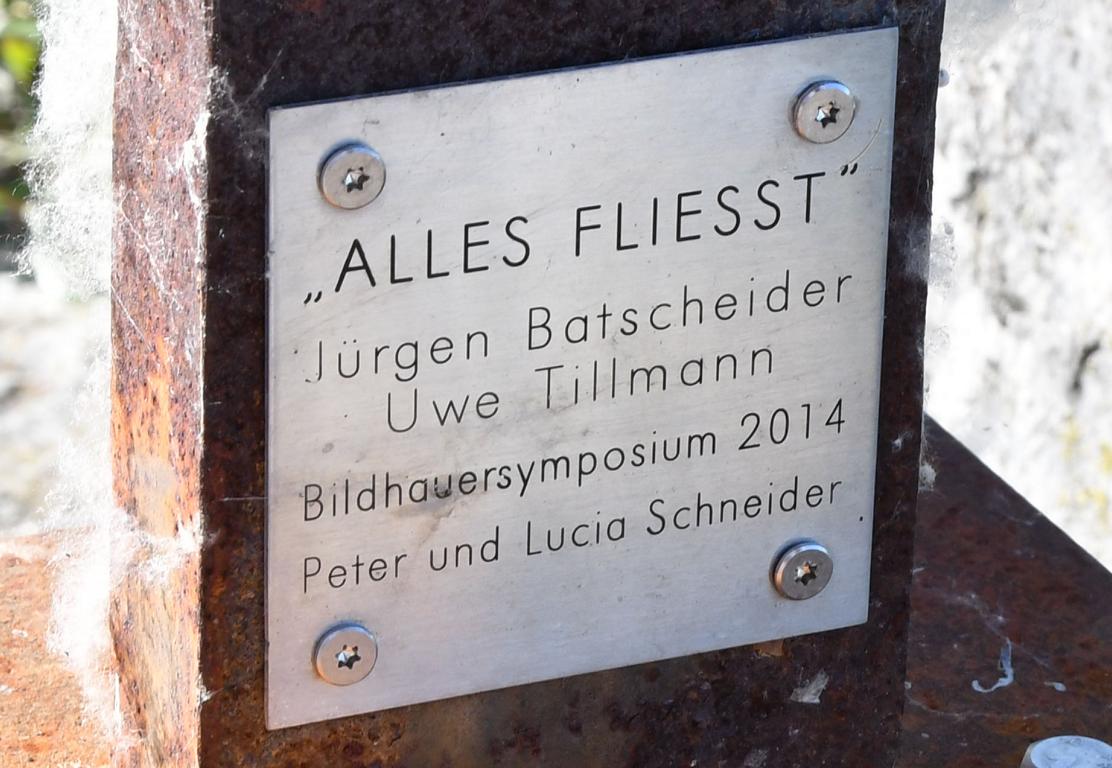 „ALLES FLIESST”
Jürgen Batscheider
Uwe Tillmann
Bildhauersymposium 2014
Peter und Lucia Schneider